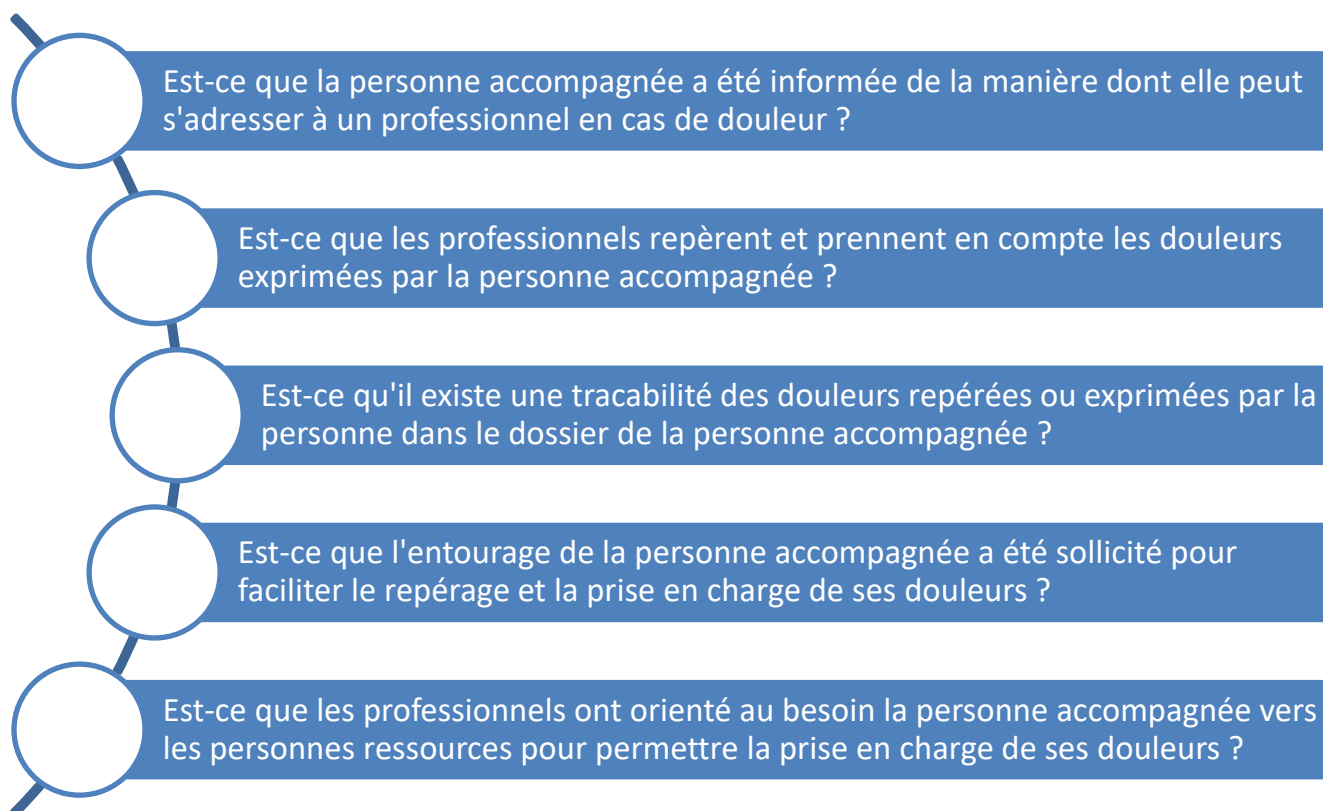 Est-ce que la personne accompagnée a été informée de la manière dont elle peut
s'adresser à un professionnel en cas de douleur ?
Est-ce que les professionnels repèrent et prennent en compte les douleurs
exprimées par la personne accompagnée ?
Est-ce qu'il existe une tracabilité des douleurs repérées ou exprimées par la
personne dans le dossier de la personne accompagnée ?
Est-ce que l'entourage de la personne accompagnée a été sollicité pour
faciliter le repérage et la prise en charge de ses douleurs ?
Est-ce que les professionnels ont orienté au besoin la personne accompagnée vers
les personnes ressources pour permettre la prise en charge de ses douleurs ?